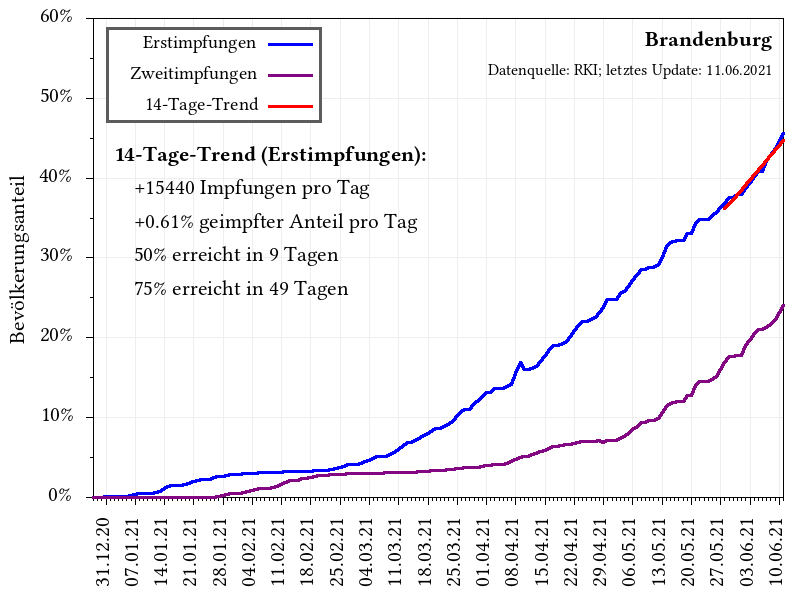 60%
50%
40%
30%
20%
10%
0%
Bevölkerungsanteil
Erstimpfungen
Zweitimpfungen
14-Tage-Trend
Brandenburg
Datenquelle: RKI; letztes Update: 11.06.2021
14-Tage-Trend (Erstimpfungen):
+15440 Impfungen pro Tag
+0.61% geimpfter Anteil pro Tag
50% erreicht in 9 Tagen
75% erreicht in 49 Tagen
31.12.20
07.01.21
14.01.21
21.01.21
28.01.21
04.02.21
11.02.21
18.02.21
25.02.21
04.03.21
11.03.21
18.03.21
25.03.21
01.04.21
08.04.21
15.04.21
22.04.21
29.04.21
06.05.21
13.05.21
20.05.21
27.05.21
03.06.21
10.06.21